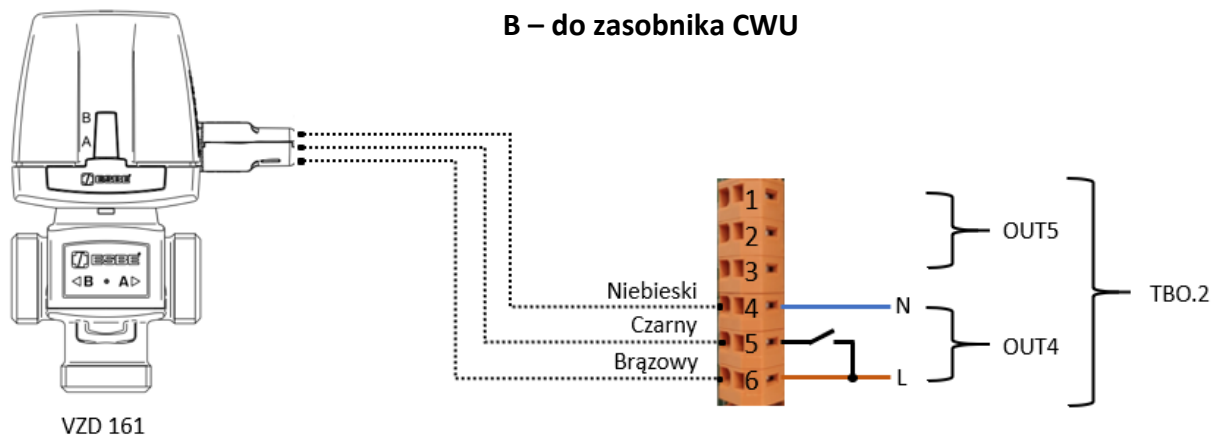 B – do zasobnika CWU
B
A
ESBE
ESBE
◁B • A▷
VZD 161
Niebieski
Czarny
Brązowy
1
2
3
4
5
6
N
L
OUT5
OUT4
TBO.2